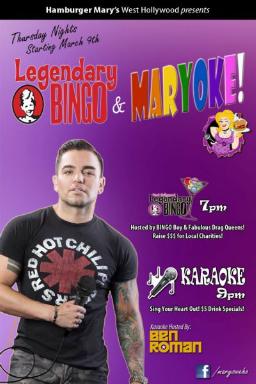 Hamburger Mary's West Hollywood presents
Thursday Nights
Starting March 9th
Legendary
BINGO & MARYOKE!
Legendary
BINGO 7pm
Hosted by BINGO Boy & Fabulous Drag Queens!
Raise $$$ for Local Charities!
KARAOKE
9pm
Sing Your Heart Out! $5 Drink Specials!
RED HOT CHILI PEPPERS
Karaoke Hosted By:
BEN
ROMAN
f /maryswеho